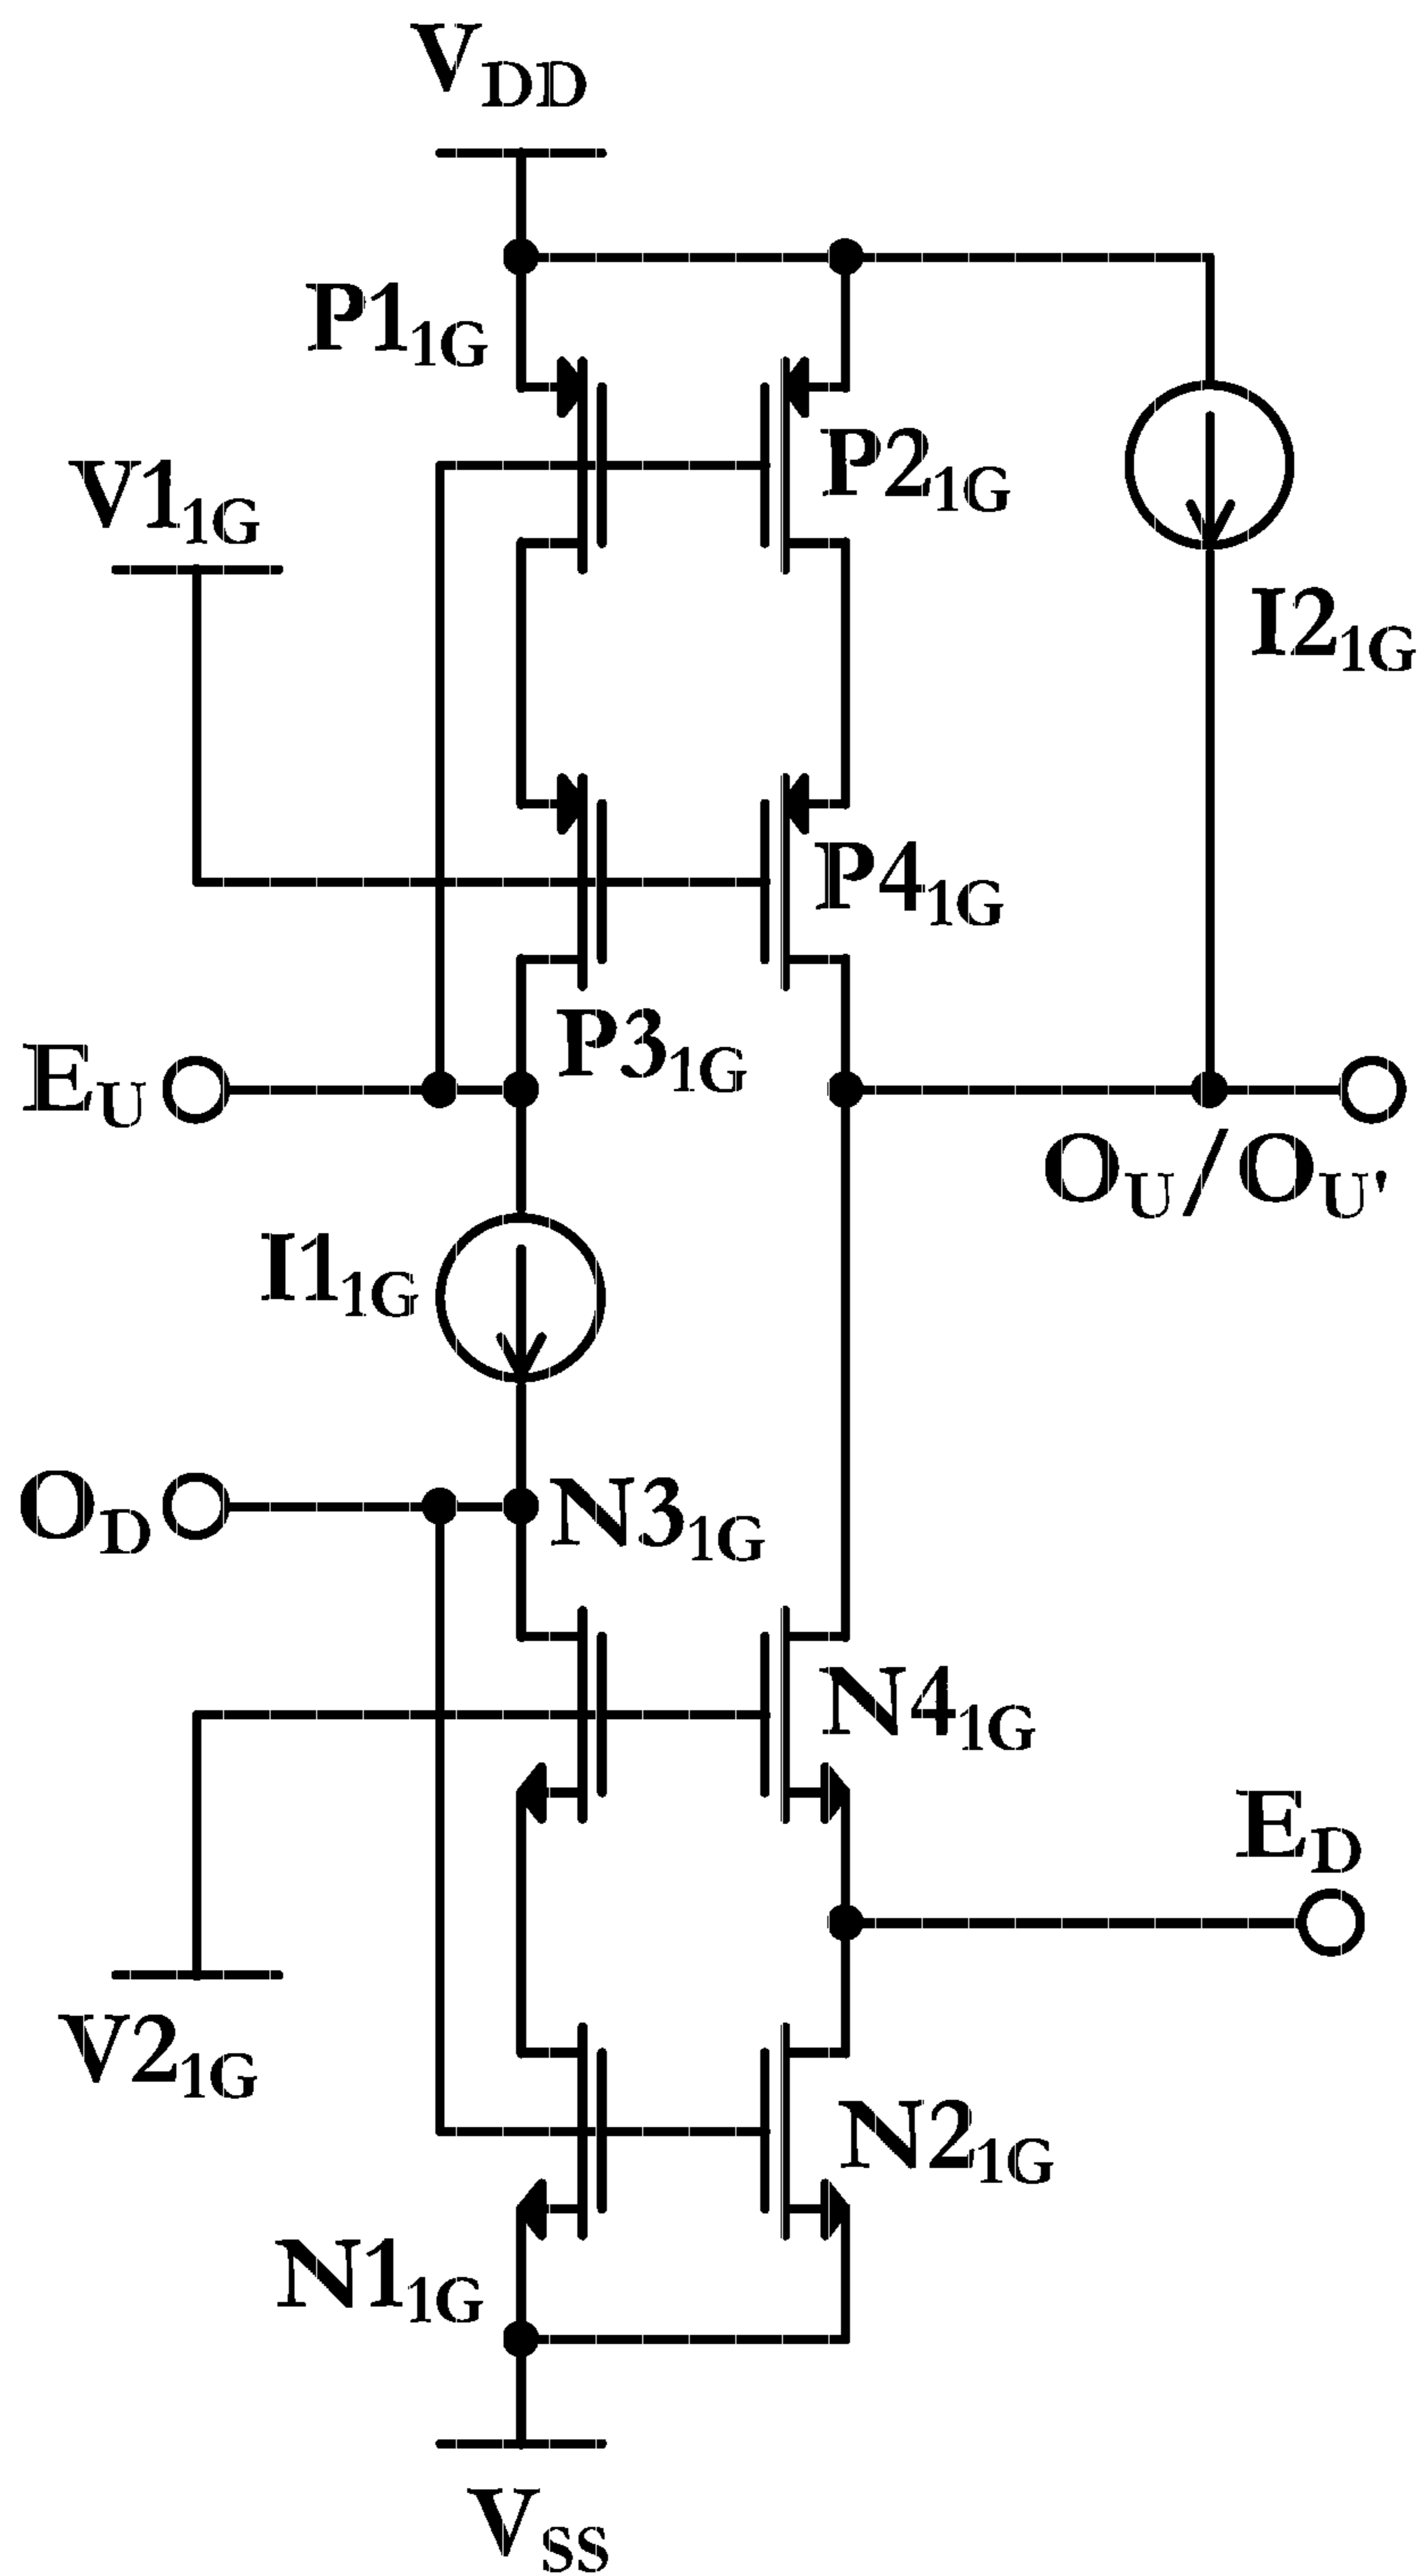 VDD
P11G
P21G
V11G
I21G
P41G
P31G
EU
OU/OU'
I11G
OD
N31G
N41G
ED
V21G
N21G
N11G
VSS